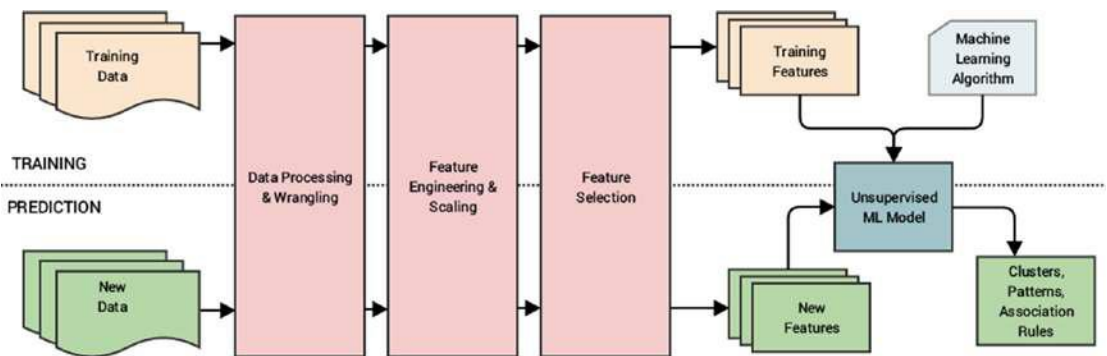 Training
Data
Data Processing
& Wrangling
Feature
Engineering &
Scaling
Feature
Selection
Training
Features
Machine
Learning
Algorithm
TRAINING
PREDICTION
Unsupervised
ML Model
New
Data
New
Features
Clusters,
Patterns,
Association
Rules